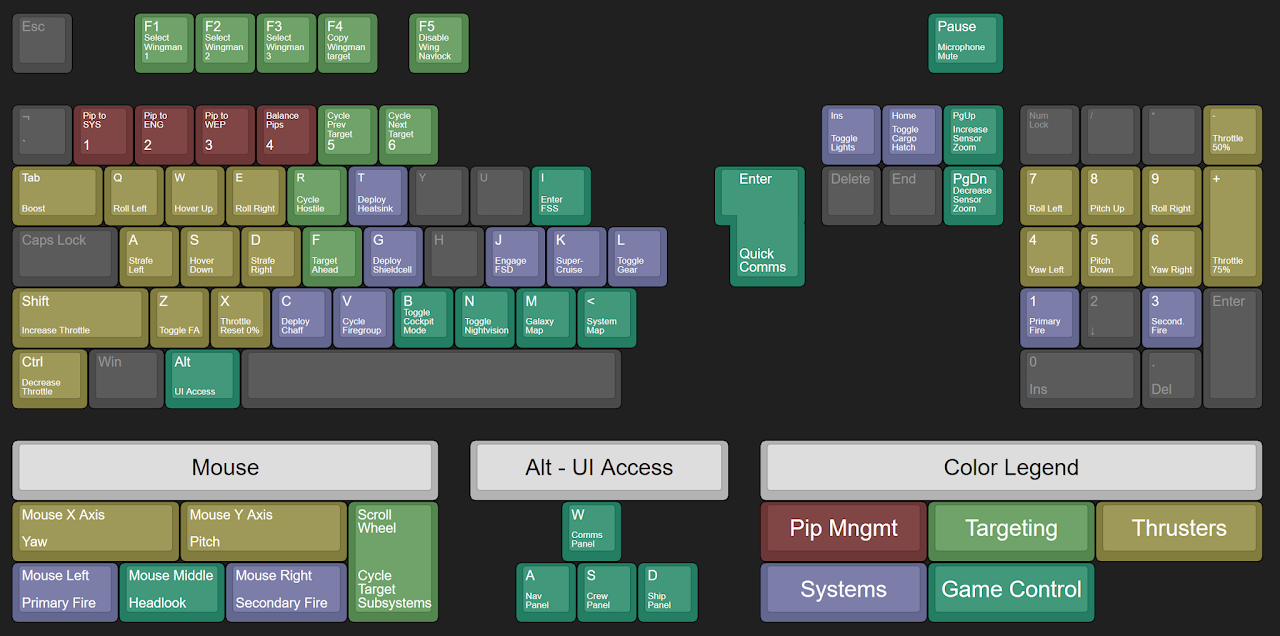 Esc
F1
Select
Wingman
1
F2
Select
Wingman
2
F3
Select
Wingman
3
F4
Copy
Wingman
target
F5
Disable
Wing
Navlock
Pause
Microphone
Mute
¬
`
Pip to
SYS
1
Pip to
ENG
2
Pip to
WEP
3
Balance
Pips
4
Cycle
Prev
Target
5
Cycle
Next
Target
6
Ins
Toggle
Lights
Home
Toggle
Cargo
Hatch
PgUp
Increase
Sensor
Zoom
Num
Lock
/
*
-
Throttle
50%
Tab
Boost
Q
Roll Left
W
Hover Up
E
Roll Right
R
Cycle
Hostile
T
Deploy
Heatsink
Y
U
I
Enter
FSS
Enter
Quick
Comms
Delete
End
PgDn
Decrease
Sensor
Zoom
7
Roll Left
8
Pitch Up
9
Roll Right
+
Throttle
75%
Caps Lock
A
Strafe
Left
S
Hover
Down
D
Strafe
Right
F
Target
Ahead
G
Deploy
Shieldcell
H
J
Engage
FSD
K
Super-
Cruise
L
Toggle
Gear
4
Yaw Left
5
Pitch
Down
6
Yaw Right
Shift
Increase Throttle
Z
Toggle FA
X
Throttle
Reset 0%
C
Deploy
Chaff
V
Cycle
Firegroup
B
Toggle
Cockpit
Mode
N
Toggle
Nightvision
M
Galaxy
Map
<
System
Map
1
Primary
Fire
2
↓
3
Second.
Fire
Enter
Ctrl
Decrease
Throttle
Win
Alt
UI Access
0
Ins
.
Del
Mouse
Mouse X Axis
Yaw
Mouse Y Axis
Pitch
Scroll
Wheel
Cycle
Target
Subsystems
Mouse Left
Primary Fire
Mouse Middle
Headlook
Mouse Right
Secondary Fire
Alt - UI Access
W
Comms
Panel
A
Nav
Panel
S
Crew
Panel
D
Ship
Panel
Color Legend
Pip Mngmt
Targeting
Thrusters
Systems
Game Control